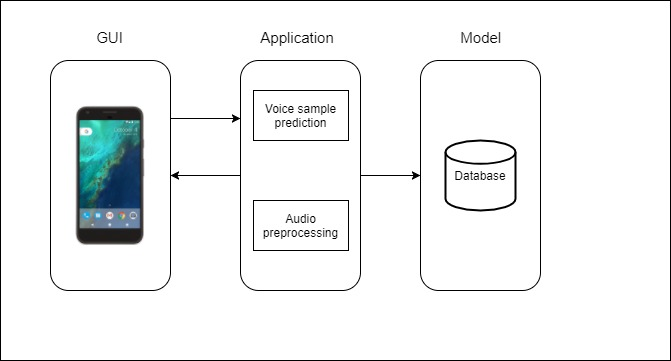 GUI
Application
Model
Voice sample
prediction
Database
Audio
preprocessing